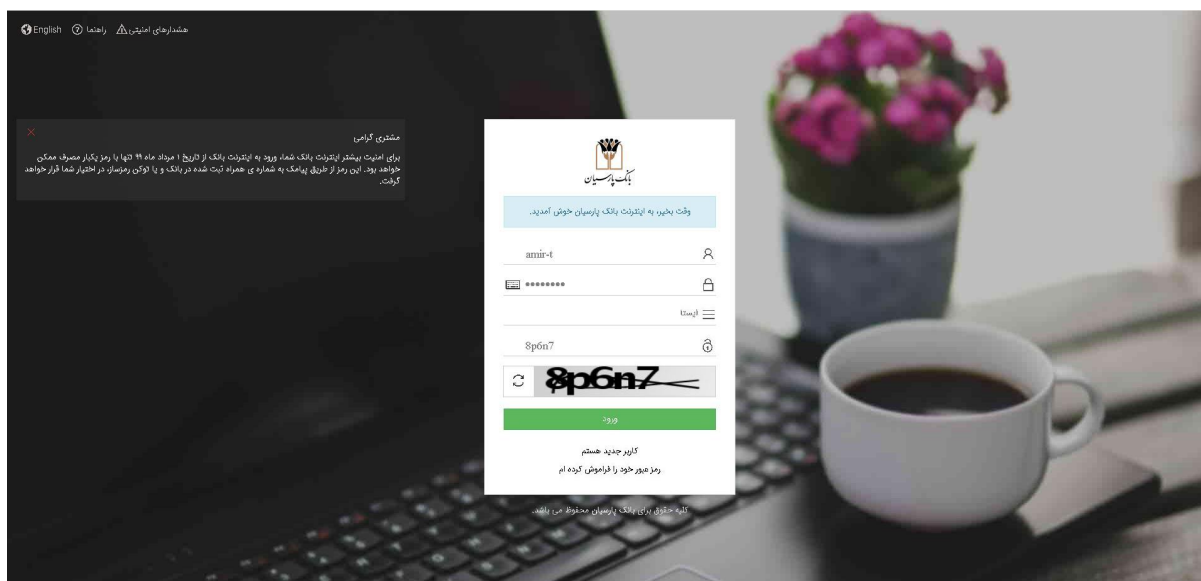 هشدارهای امنیتی
راهنما
English
مشتری گرامی
برای امنیت بیشتر اینترنت بانک شما، ورود به اینترنت بانک از تاریخ ۱ مرداد ماه ۹۹ تنها با رمز یکبار مصرف ممکن
خواهد بود. این رمز از طریق پیامک به شماره ی همراه ثبت شده در بانک و یا توکن رمزساز، در اختیار شما قرار خواهد
گرفت.
بانک پارسیان
وقت بخیر، به اینترنت بانک پارسیان خوش آمدید.
amir-t
••••••••
ایستا
8p6n7
8p6n7
ورود
کاربر جدید هستم
رمز عبور خود را فراموش کرده ام
کلیه حقوق برای بانک پارسیان محفوظ می باشد.